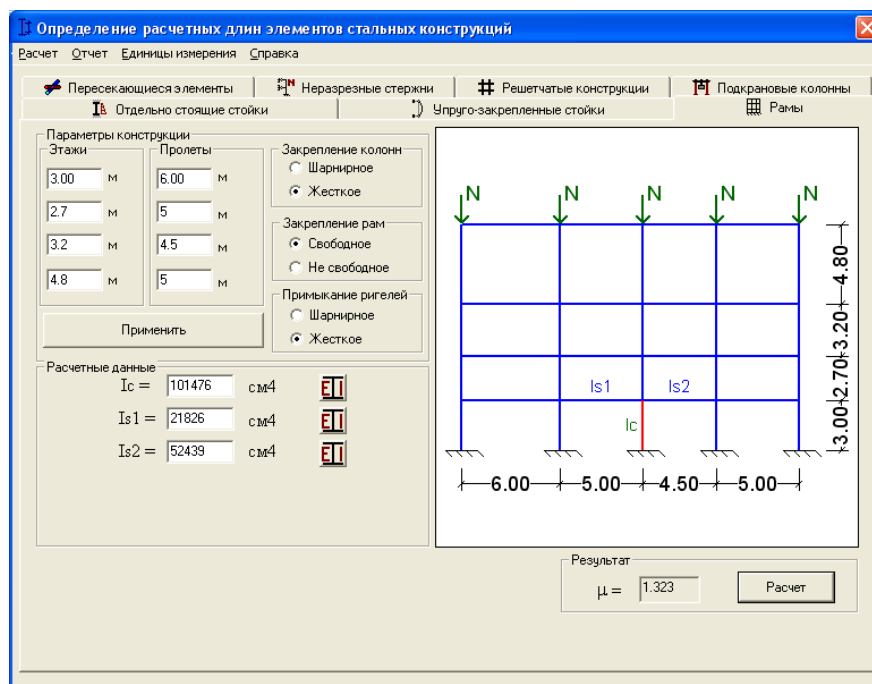 Определение расчетных длин элементов стальных конструкций
Расчет Отчет Единицы измерения Справка
Пересекающиеся элементы Неразрезные стержни Решетчатые конструкции Подкрановые колонны
Отдельно стоящие стойки Упруго-закрепленные стойки Рамы
Параметры конструкции
Этажи Пролеты
3.00 м 6.00 м
2.7 м 5 м
3.2 м 4.5 м
4.8 м 5 м
Применить
Закрепление колонн
Шарнирное
Жесткое
Закрепление рам
Свободное
Не свободное
Примыкание ригелей
Шарнирное
Жесткое
Расчетные данные
Ic = 101476 см4
Is1 = 21826 см4
Is2 = 52439 см4
N N N N N
4.80
3.20
2.70
3.00
Is1 Is2
Ic
6.00 5.00 4.50 5.00
Результат
μ = 1.323 Расчет